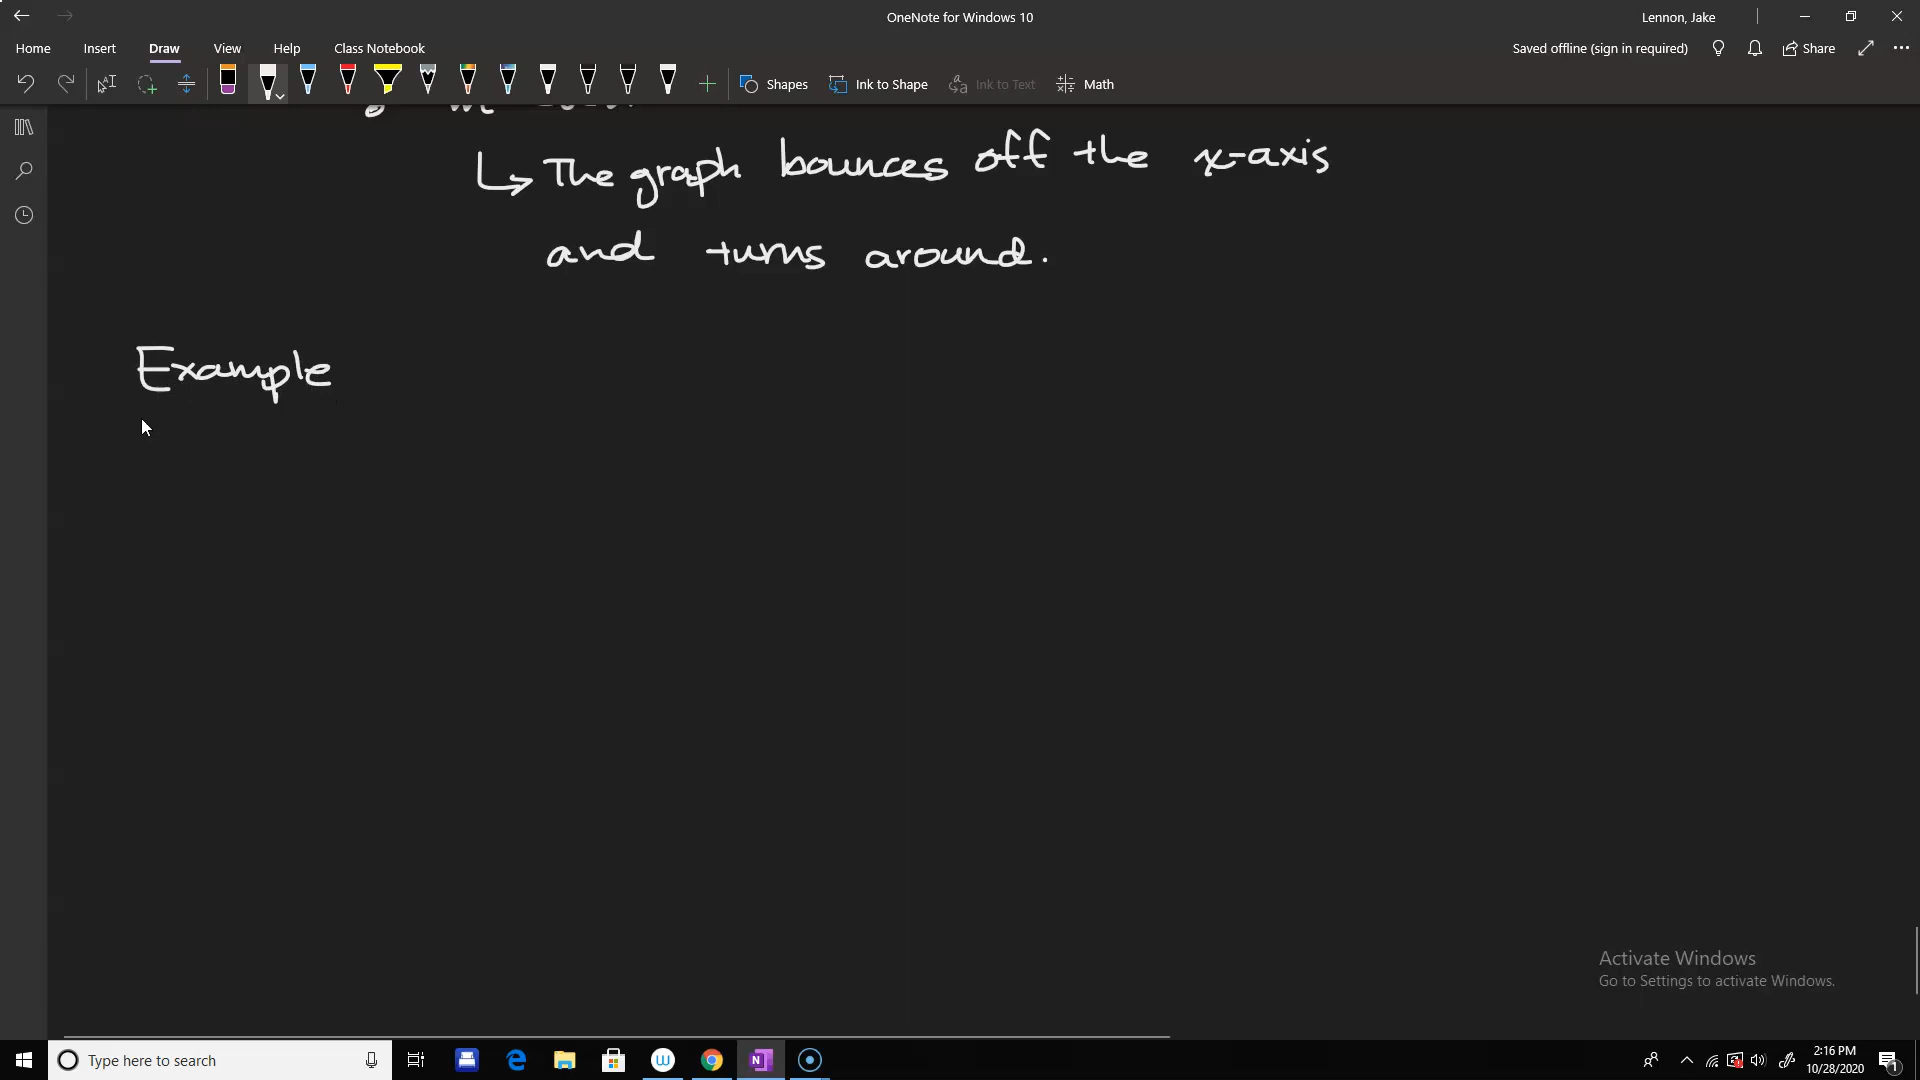 OneNote for Windows 10
Lennon, Jake
Home Insert Draw View Help Class Notebook
Saved offline (sign in required) Share
Shapes Ink to Shape Ink to Text Math
↳ The graph bounces off the x-axis
and turns around.
Example
Activate Windows
Go to Settings to activate Windows.
Type here to search
2:16 PM
10/28/2020
1